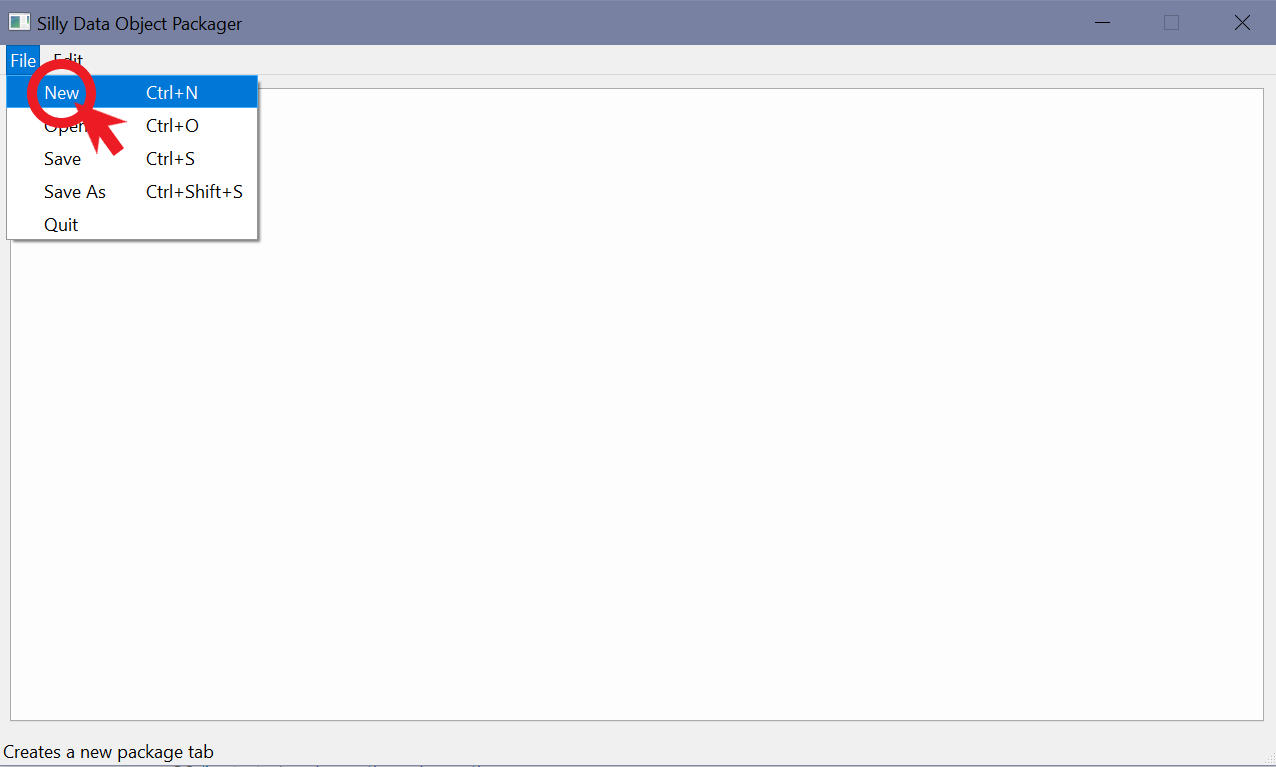 Silly Data Object Packager
File Edit
New Ctrl+N
Open Ctrl+O
Save Ctrl+S
Save As Ctrl+Shift+S
Quit
Creates a new package tab